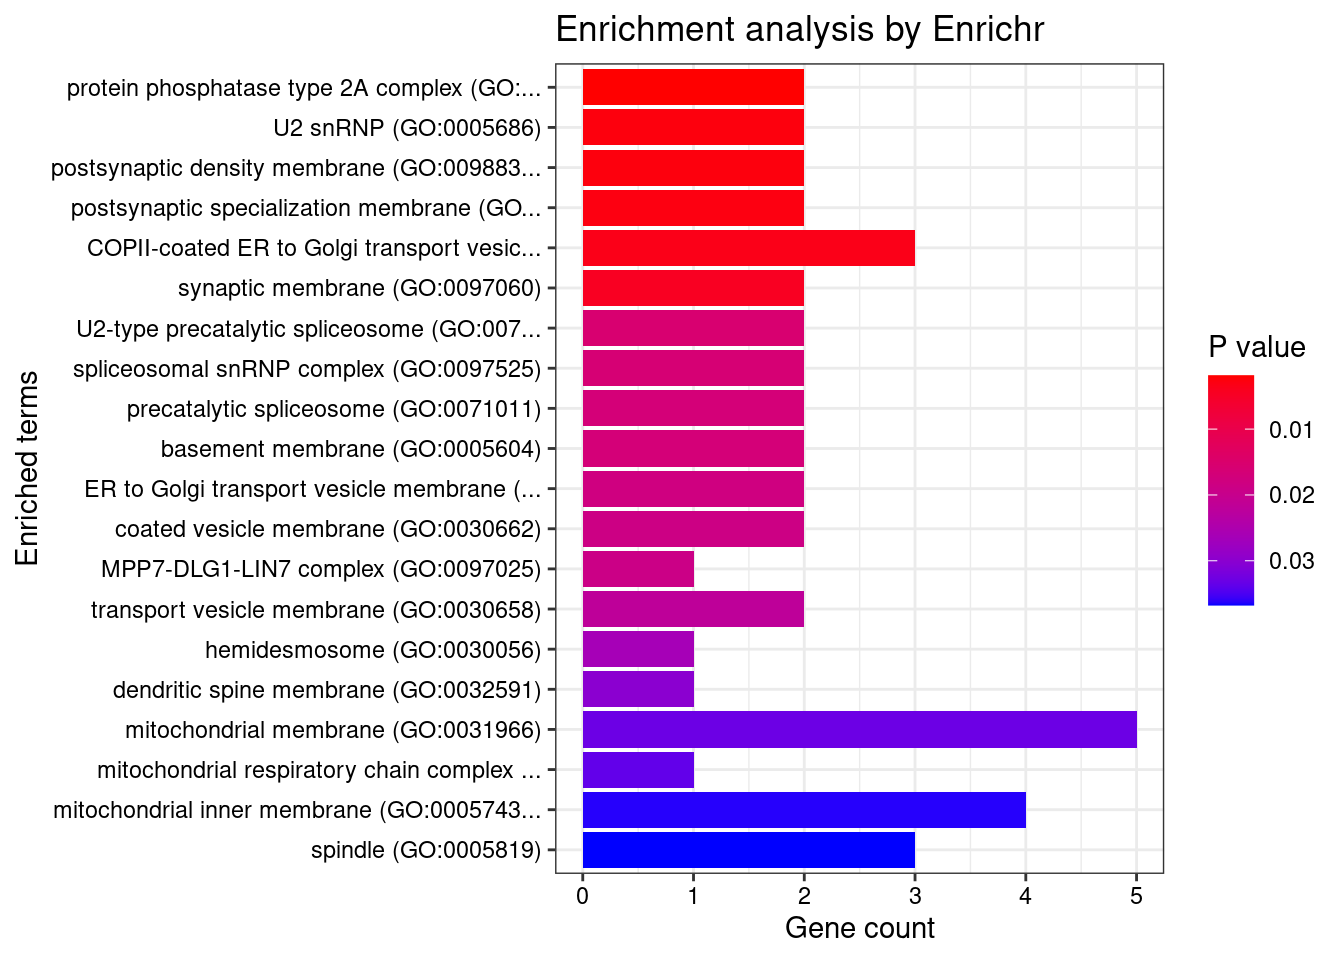 Enrichment analysis by Enrichr
protein phosphatase type 2A complex (GO:...
U2 snRNP (GO:0005686)
postsynaptic density membrane (GO:009883...
postsynaptic specialization membrane (GO...
COPII-coated ER to Golgi transport vesic...
synaptic membrane (GO:0097060)
U2-type precatalytic spliceosome (GO:007...
spliceosomal snRNP complex (GO:0097525)
precatalytic spliceosome (GO:0071011)
basement membrane (GO:0005604)
ER to Golgi transport vesicle membrane (...
coated vesicle membrane (GO:0030662)
MPP7-DLG1-LIN7 complex (GO:0097025)
transport vesicle membrane (GO:0030658)
hemidesmosome (GO:0030056)
dendritic spine membrane (GO:0032591)
mitochondrial membrane (GO:0031966)
mitochondrial respiratory chain complex ...
mitochondrial inner membrane (GO:0005743...
spindle (GO:0005819)
Enriched terms
0 1 2 3 4 5
Gene count
P value
0.01
0.02
0.03